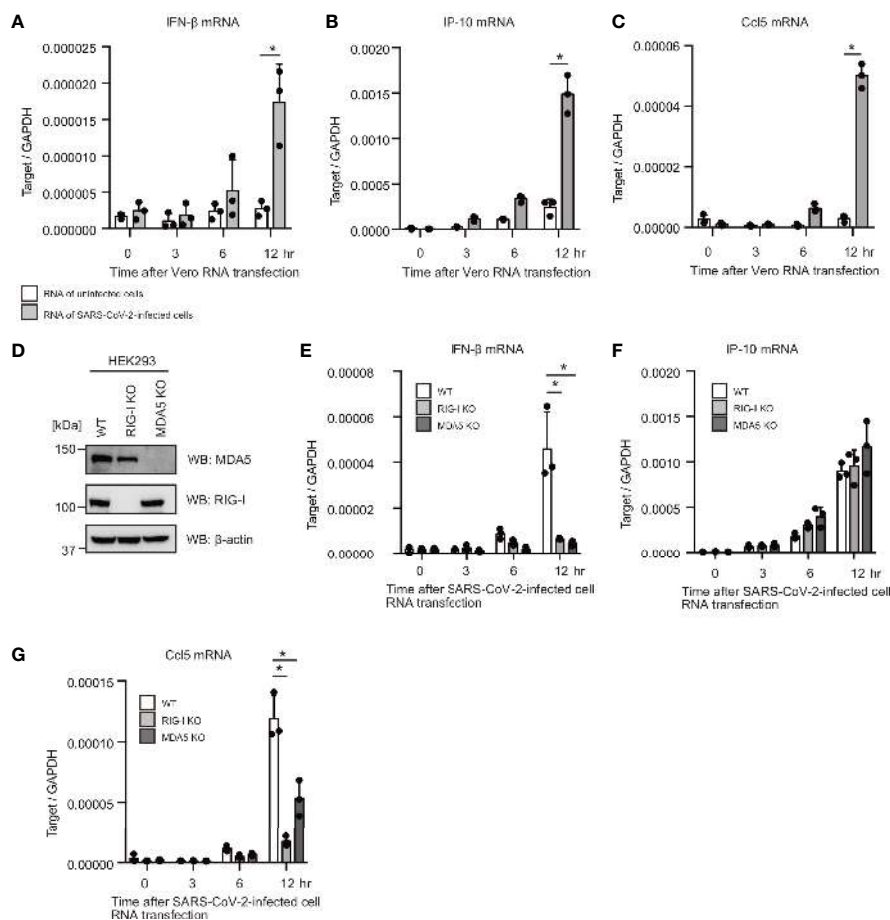 A
IFN-β mRNA
Target / GAPDH
0.000025
0.000020
0.000015
0.000010
0.000005
0.000000
*
0 3 6 12 hr
Time after Vero RNA transfection
RNA of uninfected cells
RNA of SARS-CoV-2-infected cells
B
IP-10 mRNA
Target / GAPDH
0.0020
0.0015
0.0010
0.0005
0.0000
*
0 3 6 12 hr
Time after Vero RNA transfection
C
Ccl5 mRNA
Target / GAPDH
0.00006
0.00004
0.00002
0.00000
*
0 3 6 12 hr
Time after Vero RNA transfection
D
HEK293
[kDa]
WT
RIG-I KO
MDA5 KO
150
WB: MDA5
100
WB: RIG-I
37
WB: β-actin
E
IFN-β mRNA
Target / GAPDH
0.00008
0.00006
0.00004
0.00002
0.00000
WT
RIG-I KO
MDA5 KO
*
*
0 3 6 12 hr
Time after SARS-CoV-2-infected cell
RNA transfection
F
IP-10 mRNA
Target / GAPDH
0.0020
0.0015
0.0010
0.0005
0.0000
WT
RIG-I KO
MDA5 KO
0 3 6 12 hr
Time after SARS-CoV-2-infected cell
RNA transfection
G
Ccl5 mRNA
Target / GAPDH
0.00015
0.00010
0.00005
0.00000
WT
RIG-I KO
MDA5 KO
*
*
0 3 6 12 hr
Time after SARS-CoV-2-infected cell
RNA transfection